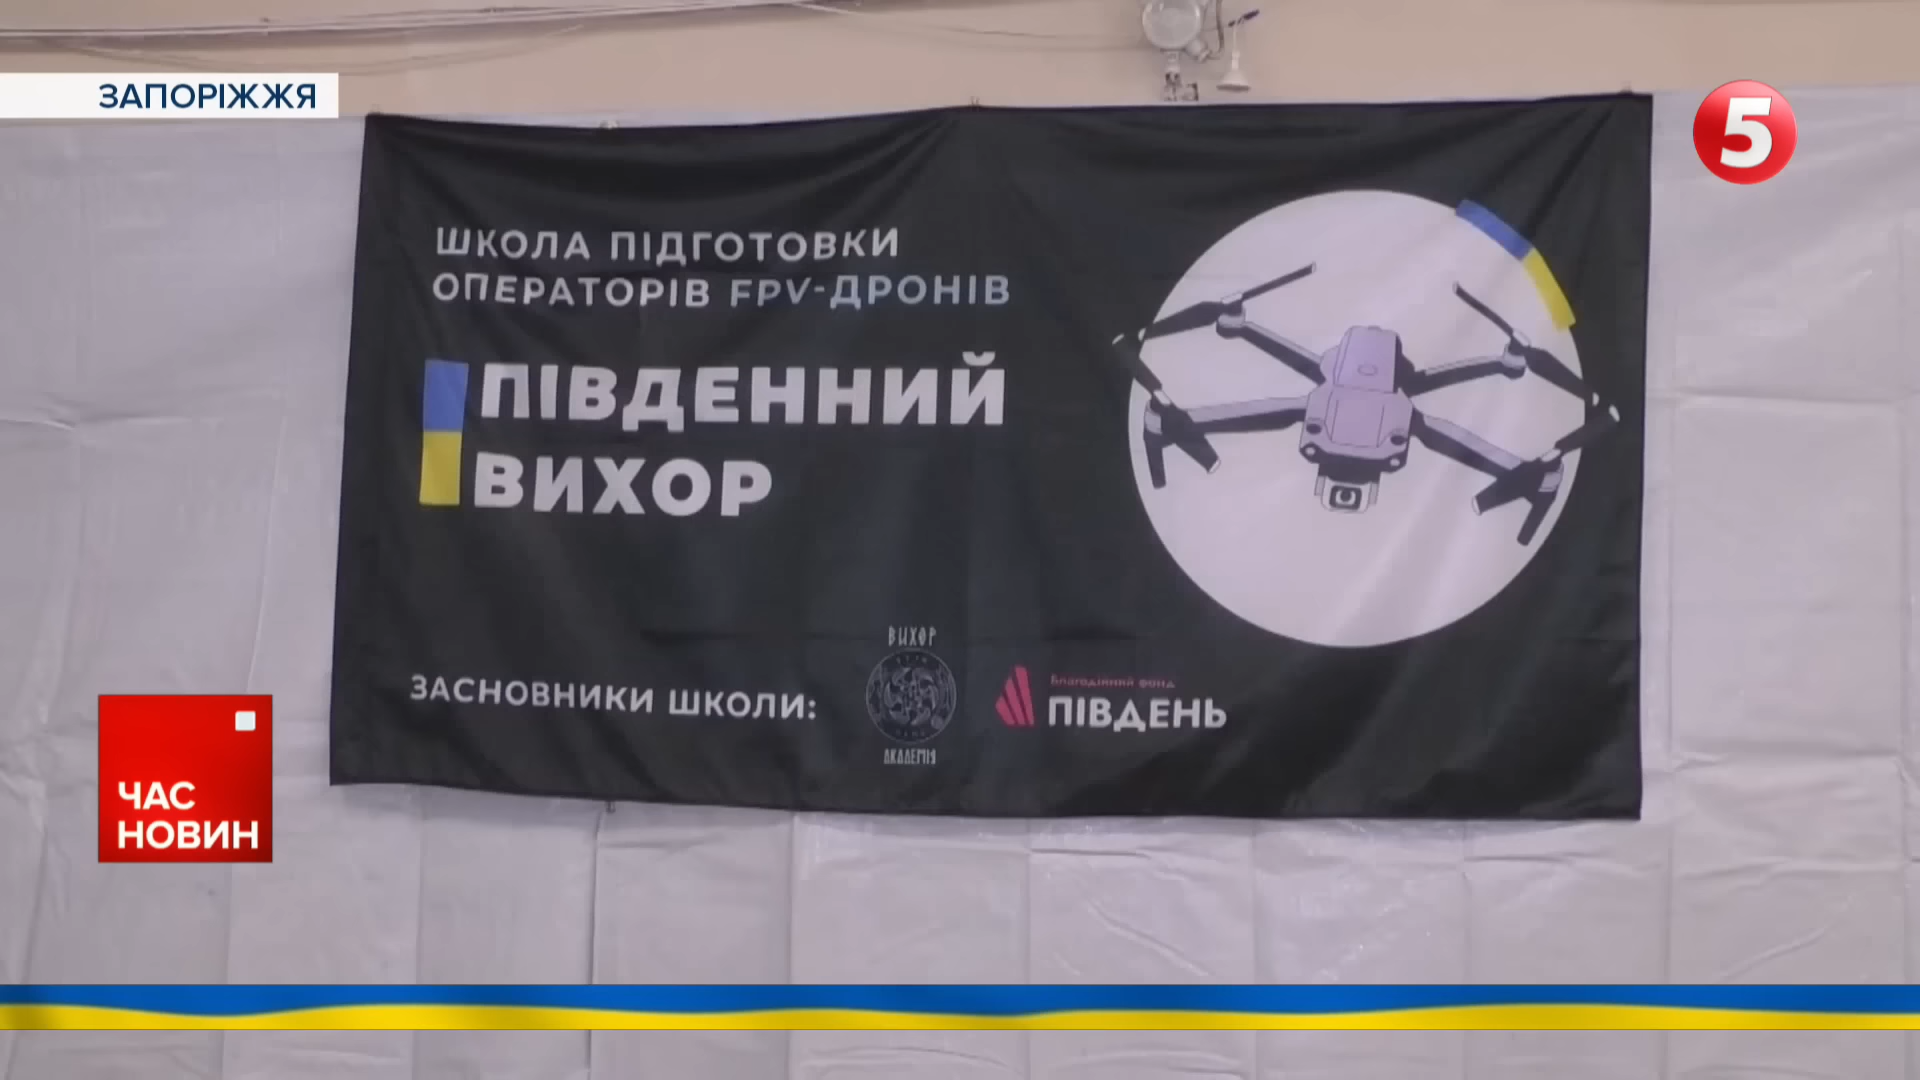 ЗАПОРІЖЖЯ
5
ШКОЛА ПІДГОТОВКИ
ОПЕРАТОРІВ FPV-ДРОНІВ
ПІВДЕННИЙ
ВИХОР
ЗАСНОВНИКИ ШКОЛИ:
ВИХОР
АКАДЕМІЯ
Благодійний фонд
ПІВДЕНЬ
ЧАС
НОВИН